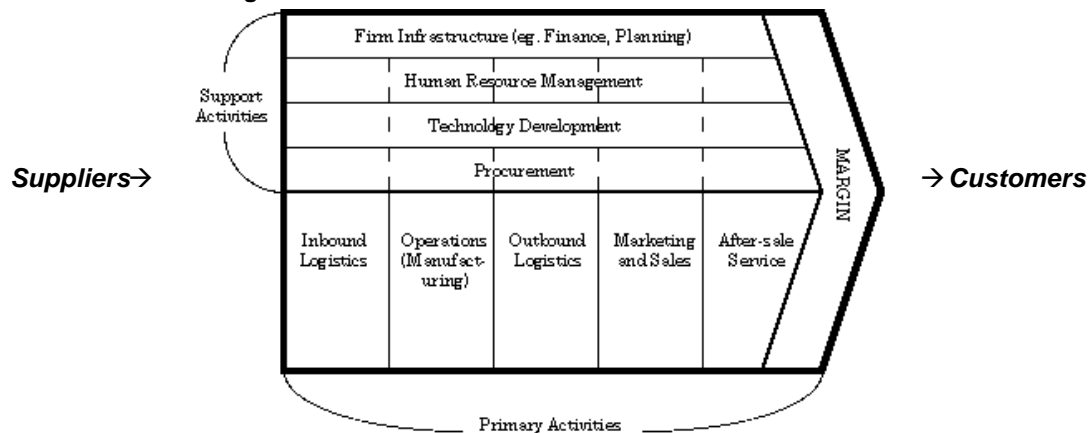 Firm Infrastructure (eg. Finance, Planning)
Human Resource Management
Support
Activities
Technology Development
Procurement
Suppliers→
MARGIN
→ Customers
Inbound
Logistics
Operations
(Manufact-
uring)
Outbound
Logistics
Marketing
and Sales
After-sale
Service
Primary Activities